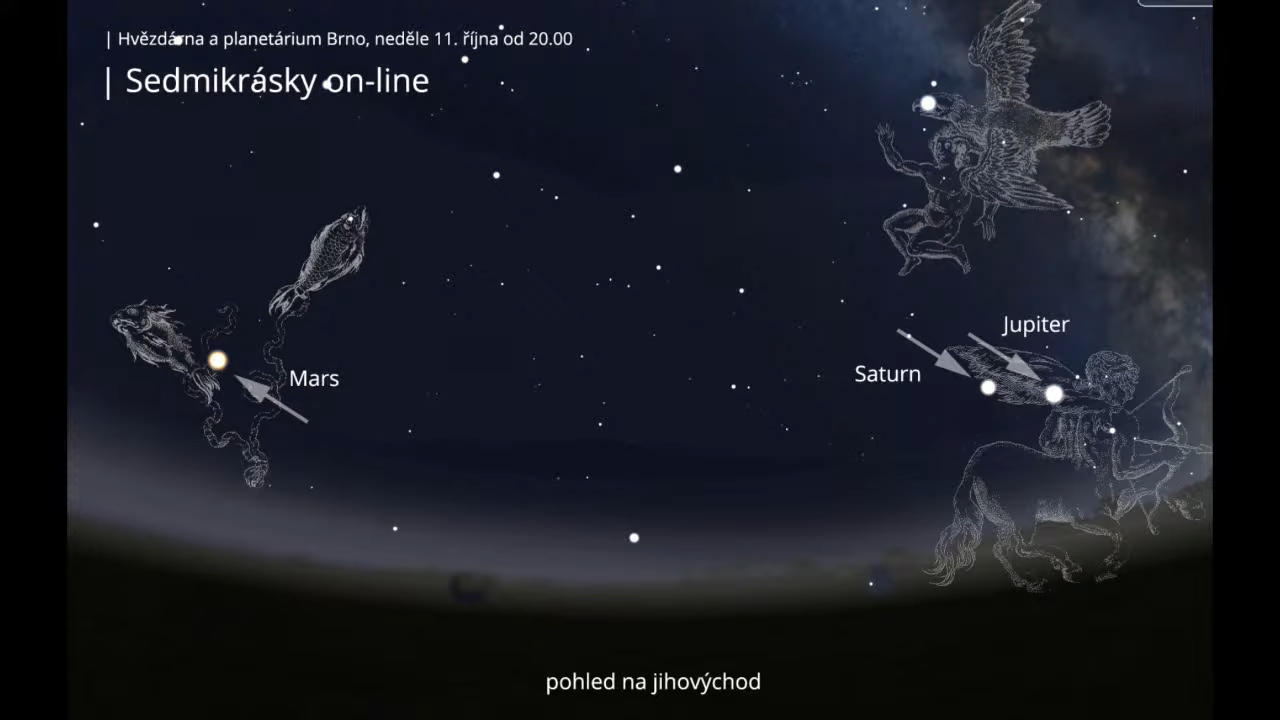 | Hvězdárna a planetárium Brno, neděle 11. října od 20.00
| Sedmikrásky on-line
Jupiter
Saturn
Mars
pohled na jihovýchod